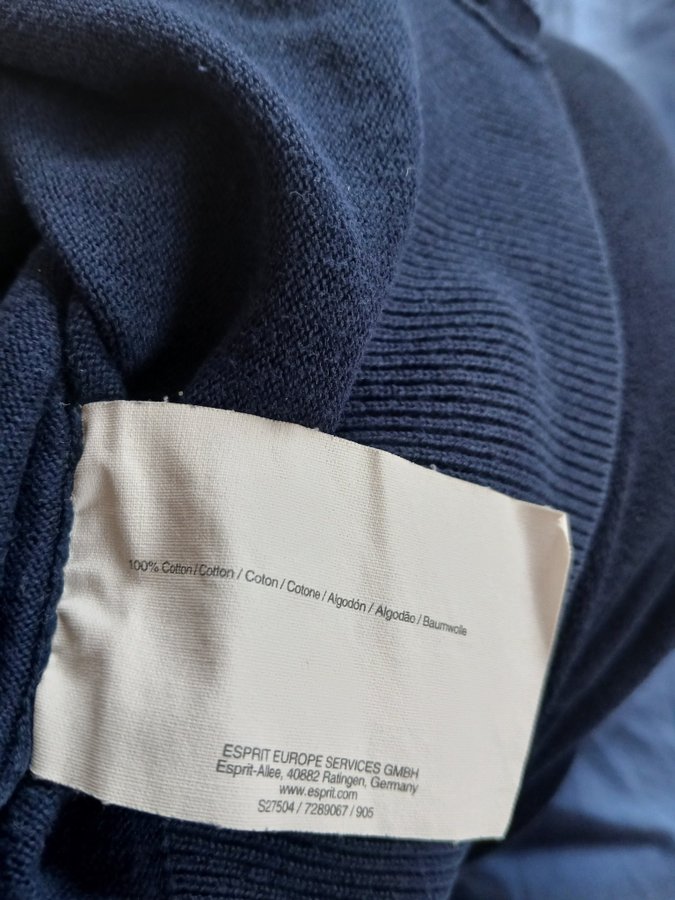 100% Cotton / Cotton / Coton / Cotone / Algodón / Algodão / Baumwolle
ESPRIT EUROPE SERVICES GMBH
Esprit-Allee, 40882 Ratingen, Germany
www.esprit.com
S27504 / 7289067 / 905